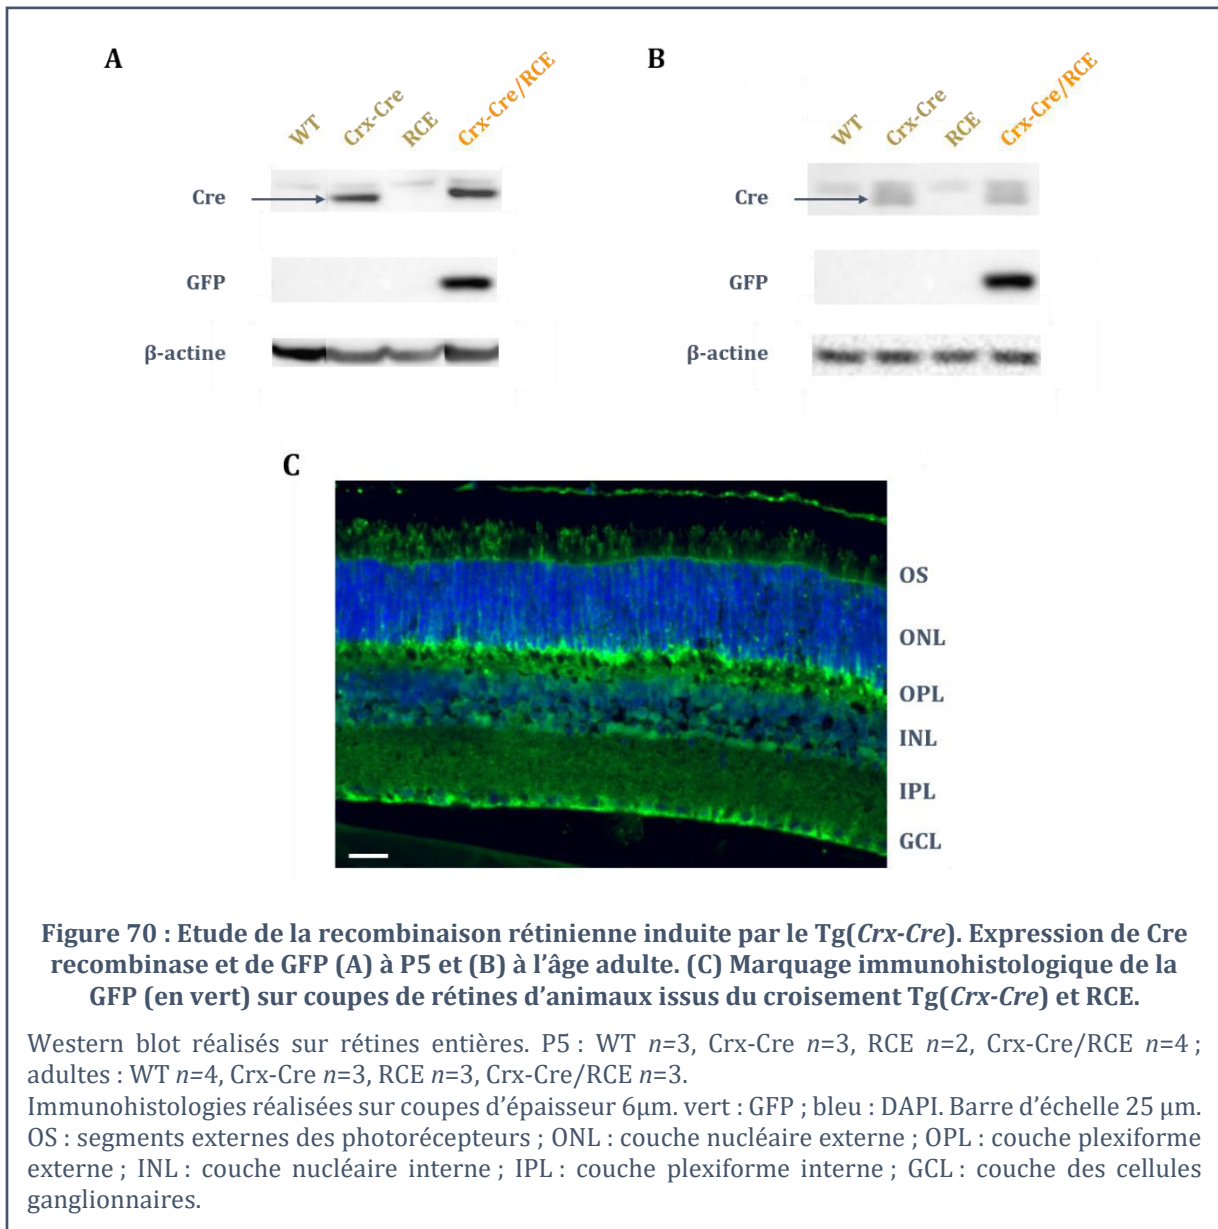 A
WT
Crx-Cre
RCE
Crx-Cre/RCE
Cre
GFP
β-actine
B
WT
Crx-Cre
RCE
Crx-Cre/RCE
Cre
GFP
β-actine
C
OS
ONL
OPL
INL
IPL
GCL
Figure 70 : Etude de la recombinaison rétinienne induite par le Tg(Crx-Cre). Expression de Cre
recombinase et de GFP (A) à P5 et (B) à l’âge adulte. (C) Marquage immunohistologique de la
GFP (en vert) sur coupes de rétines d’animaux issus du croisement Tg(Crx-Cre) et RCE.
Western blot réalisés sur rétines entières. P5 : WT n=3, Crx-Cre n=3, RCE n=2, Crx-Cre/RCE n=4 ;
adultes : WT n=4, Crx-Cre n=3, RCE n=3, Crx-Cre/RCE n=3.
Immunohistologies réalisées sur coupes d’épaisseur 6μm. vert : GFP ; bleu : DAPI. Barre d’échelle 25 μm.
OS : segments externes des photorécepteurs ; ONL : couche nucléaire externe ; OPL : couche plexiforme
externe ; INL : couche nucléaire interne ; IPL : couche plexiforme interne ; GCL : couche des cellules
ganglionnaires.